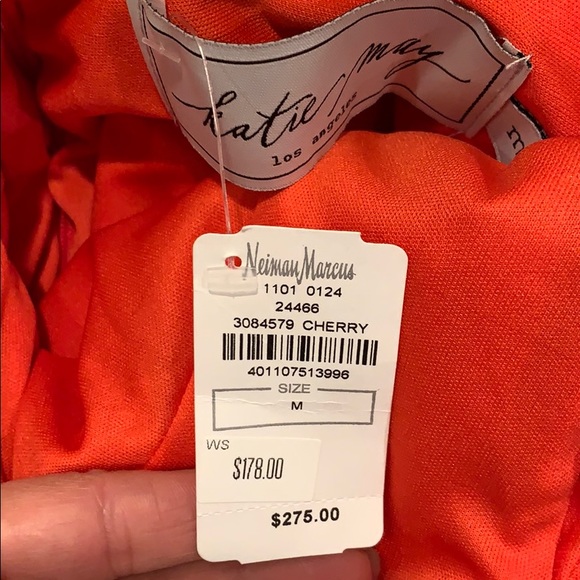 katie may
los angeles
m
Neiman Marcus
1101 0124
24466
3084579 CHERRY
401107513996
SIZE
M
WS
$178.00
$275.00